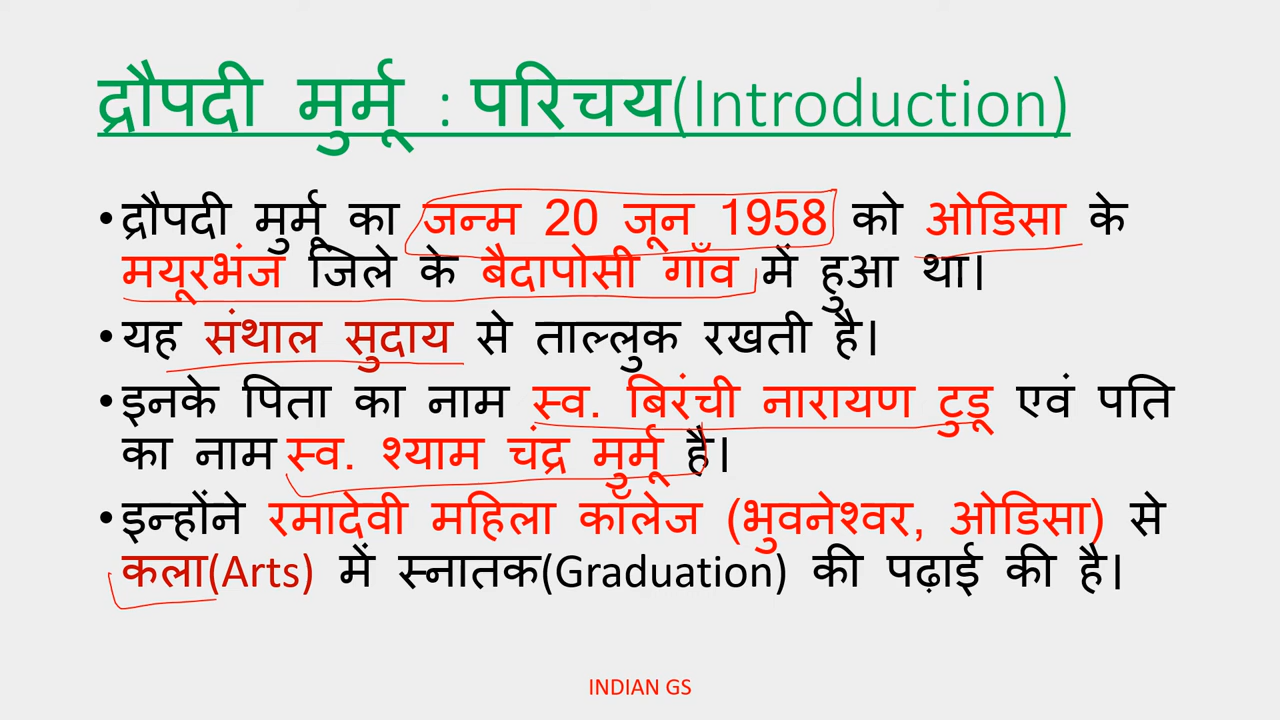 द्रौपदी मुर्मू : परिचय(Introduction)
•द्रौपदी मुर्मू का जन्म 20 जून 1958 को ओडिसा के
मयूरभंज जिले के बैदापोसी गाँव में हुआ था।
•यह संथाल सुदाय से ताल्लुक रखती है।
•इनके पिता का नाम स्व. बिरंची नारायण टुडू एवं पति
का नाम स्व. श्याम चंद्र मुर्मू है।
•इन्होंने रमादेवी महिला कॉलेज (भुवनेश्वर, ओडिसा) से
कला(Arts) में स्नातक(Graduation) की पढ़ाई की है।
INDIAN GS